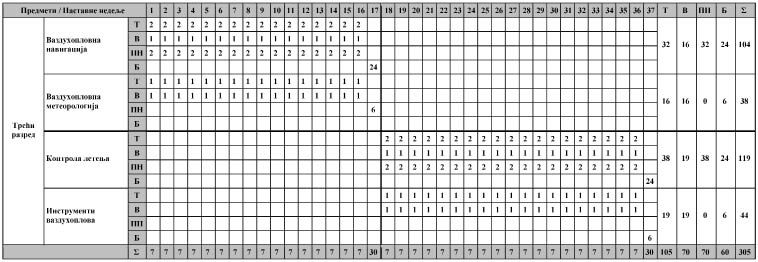 Предмети / Наставне недеље 1 2 3 4 5 6 7 8 9 10 11 12 13 14 15 16 17 18 19 20 21 22 23 24 25 26 27 28 29 30 31 32 33 34 35 36 37 Т В ПН Б Σ
Трећи разред
Ваздухопловна навигација 32 16 32 24 104
Т 2 2 2 2 2 2 2 2 2 2 2 2 2 2 2 2
В 1 1 1 1 1 1 1 1 1 1 1 1 1 1 1 1
ПН 2 2 2 2 2 2 2 2 2 2 2 2 2 2 2 2
Б 24
Ваздухопловна метеорологија 16 16 0 6 38
Т 1 1 1 1 1 1 1 1 1 1 1 1 1 1 1 1
В 1 1 1 1 1 1 1 1 1 1 1 1 1 1 1 1
ПН 6
Б
Контрола летења 38 19 38 24 119
Т 2 2 2 2 2 2 2 2 2 2 2 2 2 2 2 2 2 2 2
В 1 1 1 1 1 1 1 1 1 1 1 1 1 1 1 1 1 1 1
ПН 2 2 2 2 2 2 2 2 2 2 2 2 2 2 2 2 2 2 2
Б 24
Инструменти ваздухоплова 19 19 0 6 44
Т 1 1 1 1 1 1 1 1 1 1 1 1 1 1 1 1 1 1 1
В 1 1 1 1 1 1 1 1 1 1 1 1 1 1 1 1 1 1 1
ПН
Б 6
Σ 7 7 7 7 7 7 7 7 7 7 7 7 7 7 7 7 30 7 7 7 7 7 7 7 7 7 7 7 7 7 7 7 7 7 7 7 30 105 70 70 60 305